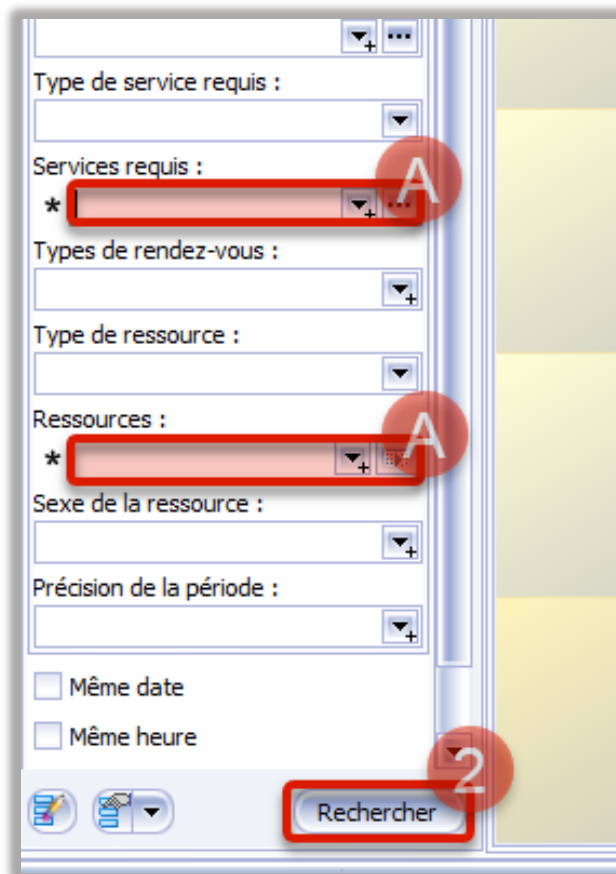 Type de service requis :
Services requis :
A
*
Types de rendez-vous :
Type de ressource :
Ressources :
A
*
Sexe de la ressource :
Précision de la période :
Même date
Même heure
2
Rechercher